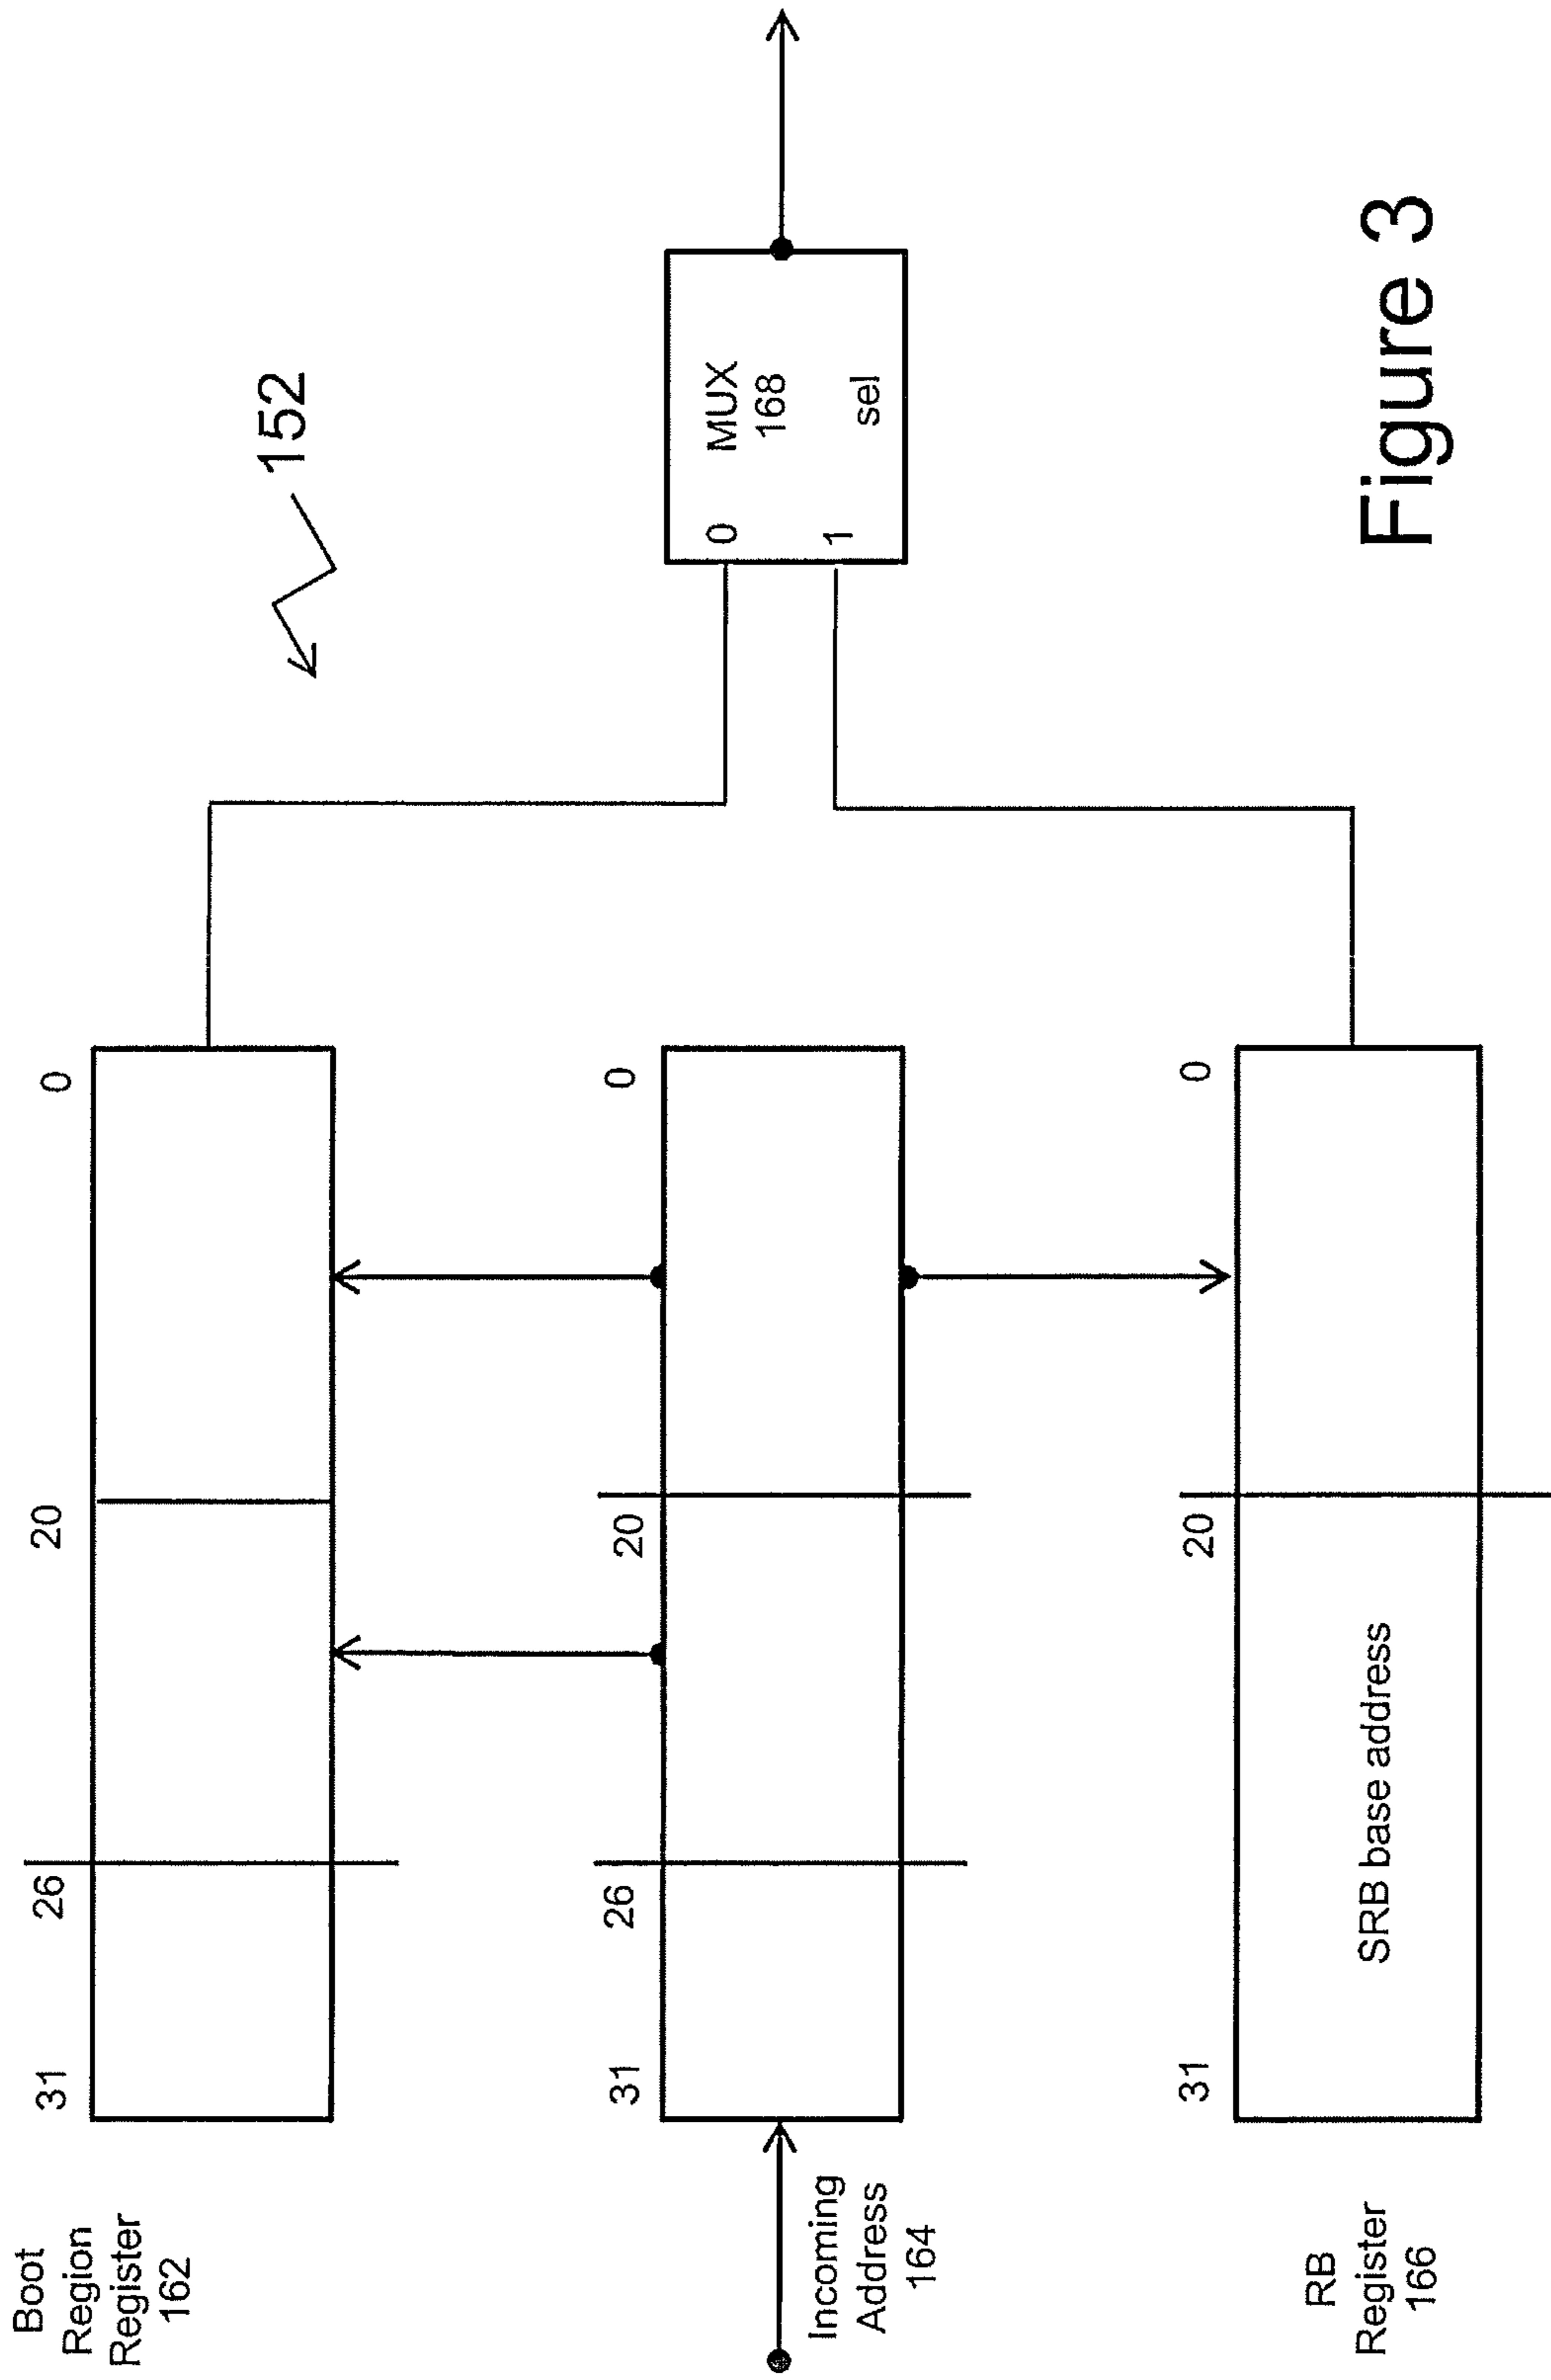 Boot
Region
Register
162
31
26
20
0
152
Incoming
Address
164
31
26
20
0
0
MUX
168
1
sel
RB
Register
166
31
20
0
SRB base address
Figure 3